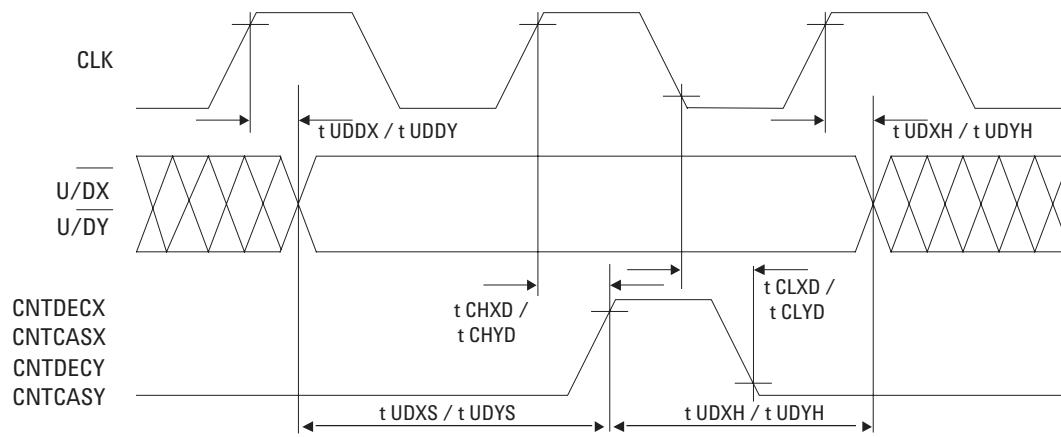 CLK
t UDDX / t UDDY
t UDXH / t UDYH
U/DX
U/DY
t CHXD /
t CHYD
t CLXD /
t CLYD
CNTDECX
CNTCASX
CNTDECY
CNTCASY
t UDXS / t UDYS
t UDXH / t UDYH